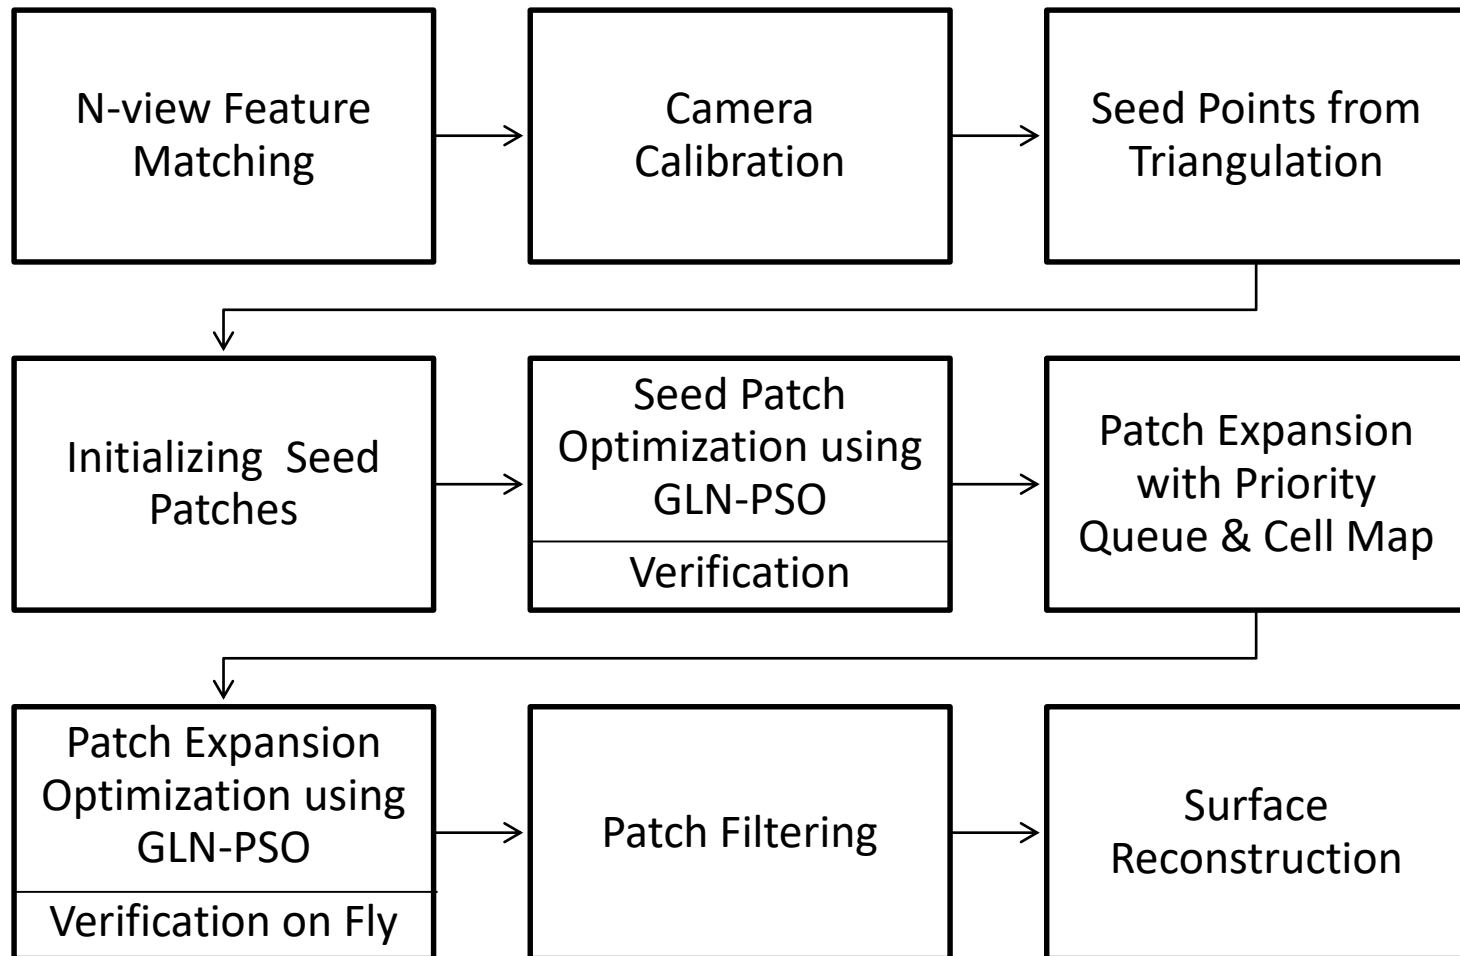 N-view Feature
Matching
Camera
Calibration
Seed Points from
Triangulation
Initializing  Seed
Patches
Seed Patch
Optimization using
GLN-PSO
Verification
Patch Expansion
with Priority
Queue & Cell Map
Patch Expansion
Optimization using
GLN-PSO
Verification on Fly
Patch Filtering
Surface
Reconstruction